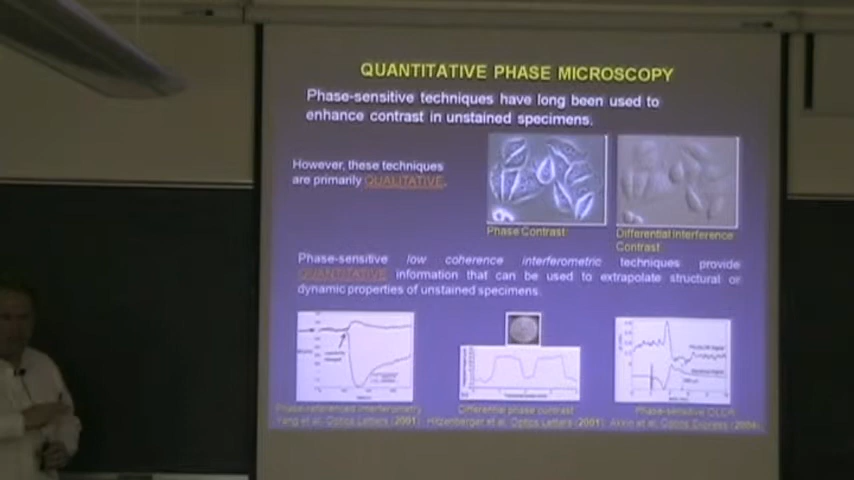 QUANTITATIVE PHASE MICROSCOPY
Phase-sensitive techniques have long been used to
enhance contrast in unstained specimens.
However, these techniques
are primarily QUALITATIVE.
Phase Contrast
Differential Interference
Contrast
Phase-sensitive low coherence interferometric techniques provide
QUANTITATIVE information that can be used to extrapolate structural or
dynamic properties of unstained specimens.
Phase-referenced interferometry
Yang et al. Optics Letters (2001)
Differential phase contrast
Hitzenberger et al. Optics Letters (2001)
Phase-sensitive OLCR
Akkin et al. Optics Express (2004)